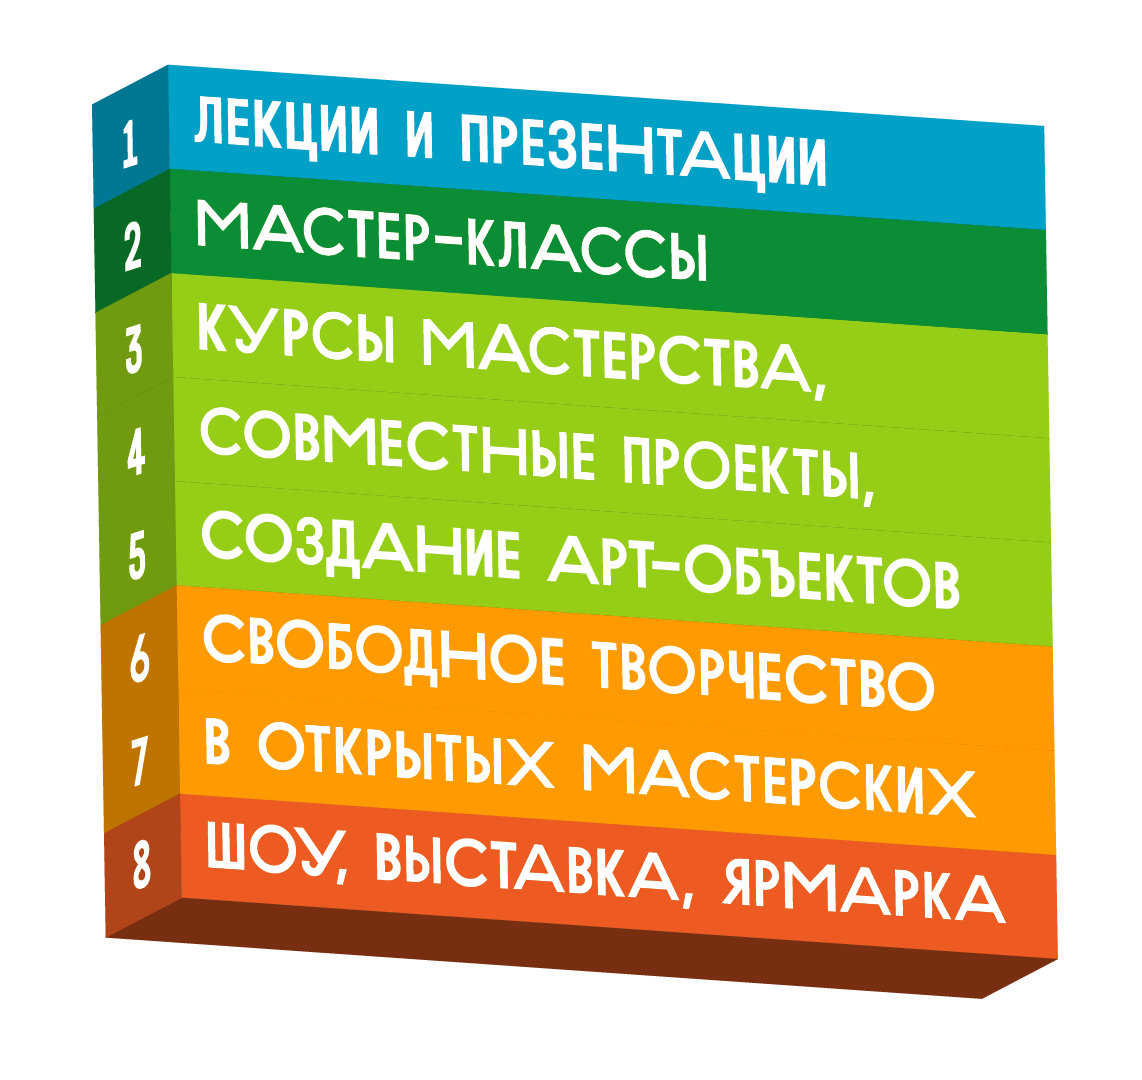 1 ЛЕКЦИИ И ПРЕЗЕНТАЦИИ
2 МАСТЕР-КЛАССЫ
3 КУРСЫ МАСТЕРСТВА,
4 СОВМЕСТНЫЕ ПРОЕКТЫ,
5 СОЗДАНИЕ АРТ-ОБЪЕКТОВ
6 СВОБОДНОЕ ТВОРЧЕСТВО
7 В ОТКРЫТЫХ МАСТЕРСКИХ
8 ШОУ, ВЫСТАВКА, ЯРМАРКА